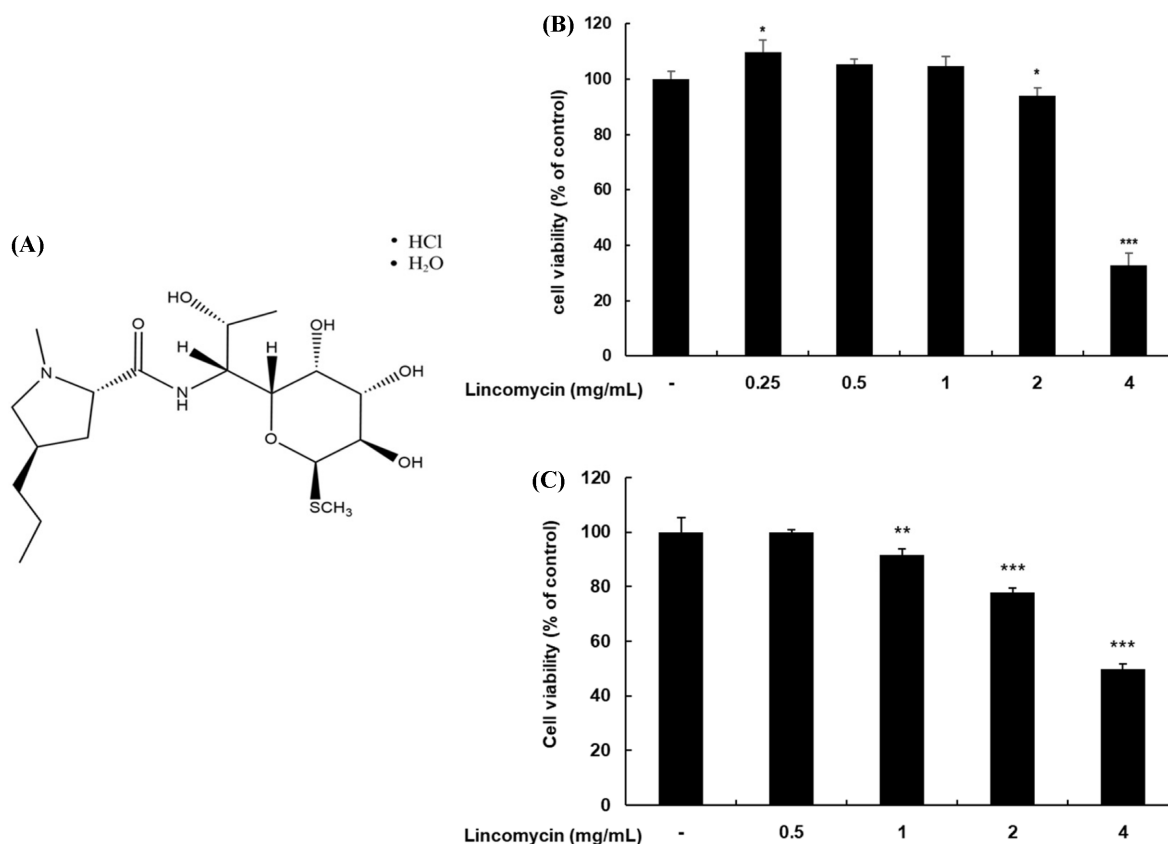 (A)
• HCl
• H₂O
HO
O
H
H
OH
N
N
H
OH
O
OH
SCH₃
(B)
cell viability (% of control)
120
100
80
60
40
20
0
*
*
***
Lincomycin (mg/mL) - 0.25 0.5 1 2 4
(C)
Cell viability (% of control)
120
100
80
60
40
20
0
**
***
***
Lincomycin (mg/mL) - 0.5 1 2 4